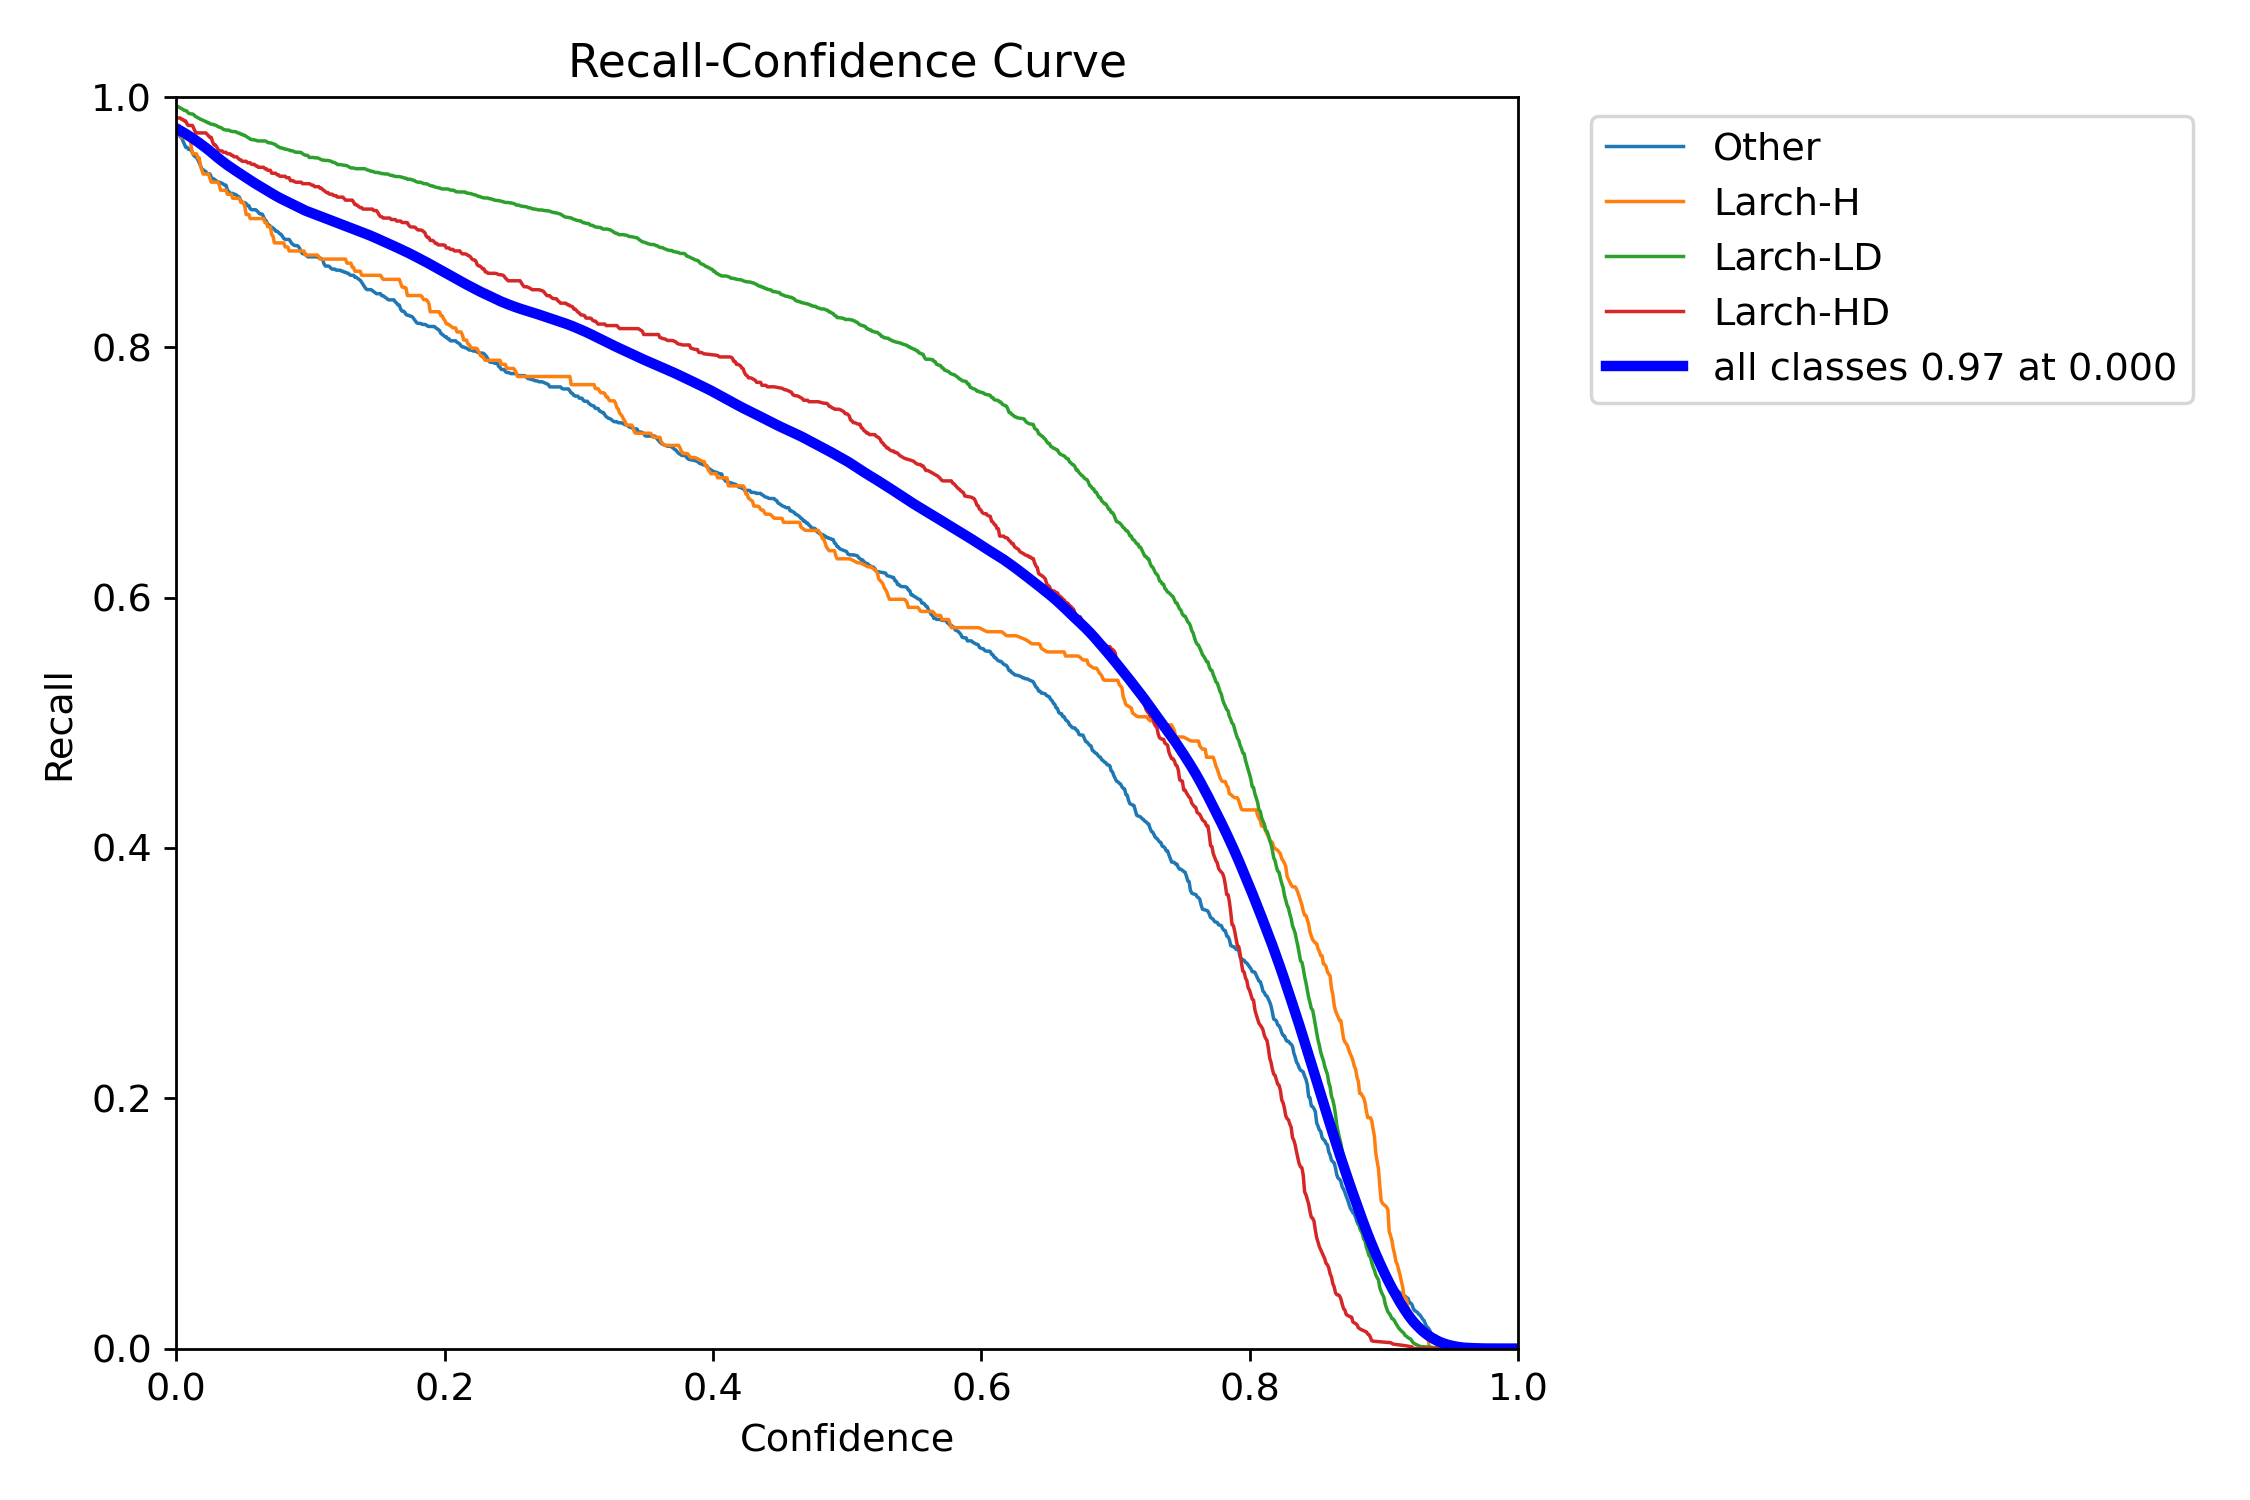 Recall-Confidence Curve
1.0
0.8
0.6
0.4
0.2
0.0
Recall
0.0 0.2 0.4 0.6 0.8 1.0
Confidence
Other
Larch-H
Larch-LD
Larch-HD
all classes 0.97 at 0.000